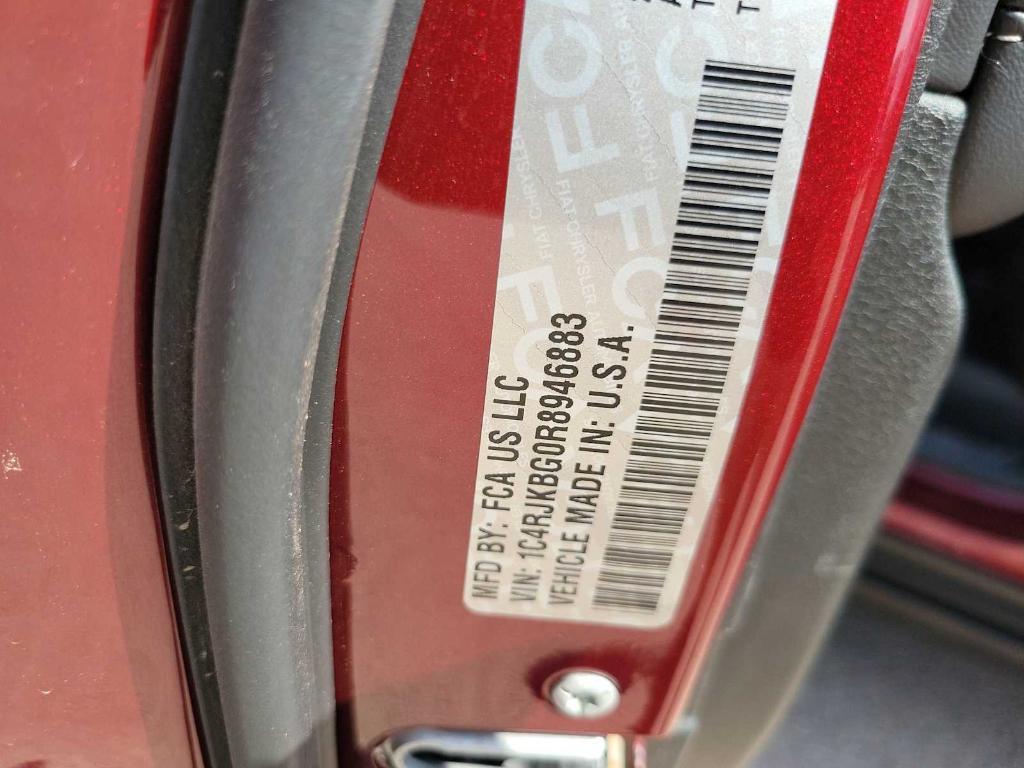 MFD BY: FCA US LLC
VIN: 1C4RJKBG0R8946883
VEHICLE MADE IN: U.S.A.